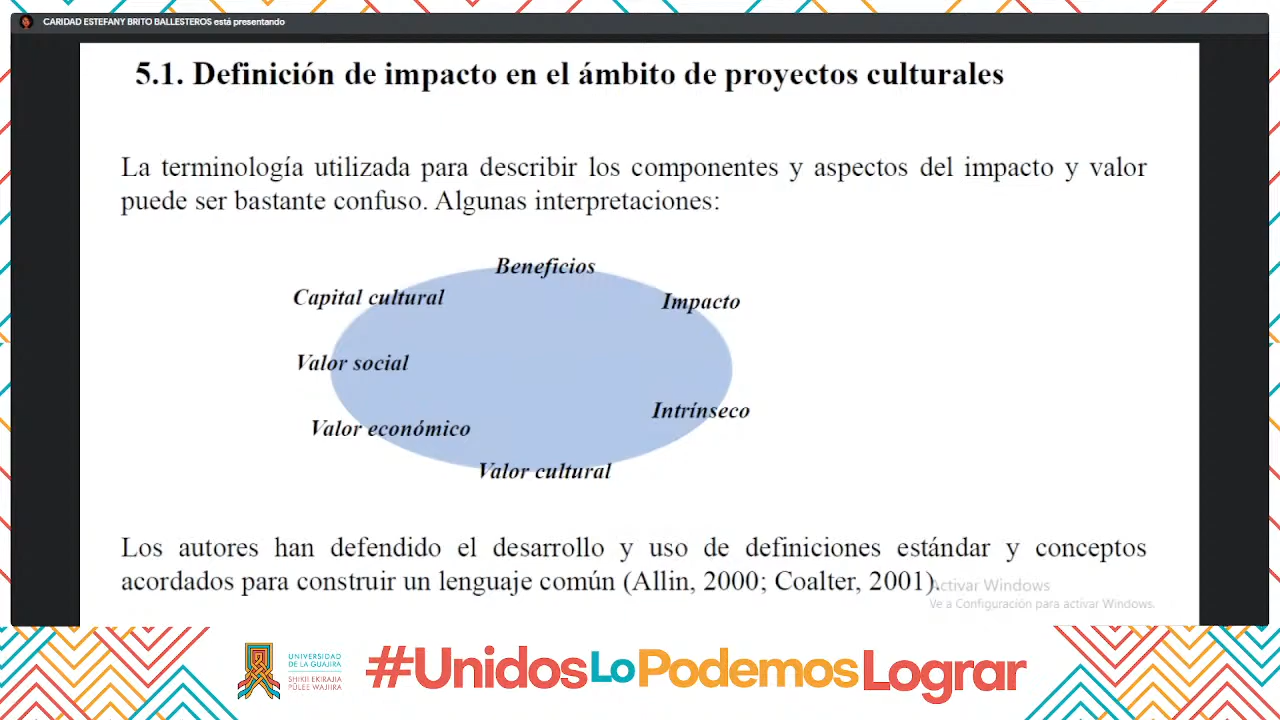 CARIDAD ESTEFANY BRITO BALLESTEROS está presentando
5.1. Definición de impacto en el ámbito de proyectos culturales
La terminología utilizada para describir los componentes y aspectos del impacto y valor
puede ser bastante confuso. Algunas interpretaciones:
Beneficios
Capital cultural
Impacto
Valor social
Intrínseco
Valor económico
Valor cultural
Los autores han defendido el desarrollo y uso de definiciones estándar y conceptos
acordados para construir un lenguaje común (Allin, 2000; Coalter, 2001).
Activar Windows
Ve a Configuración para activar Windows.
UNIVERSIDAD
DE LA GUAJIRA
SHIKII EKIRAJIA
PÜLEE WAJIIRA
#UnidosLoPodemosLograr